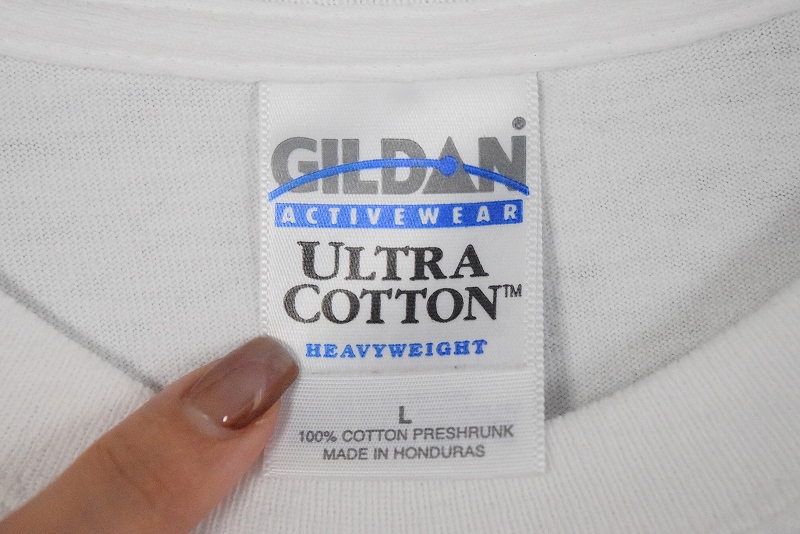 GILDAN®
ACTIVEWEAR
ULTRA
COTTON™
HEAVYWEIGHT
L
100% COTTON PRESHRUNK
MADE IN HONDURAS